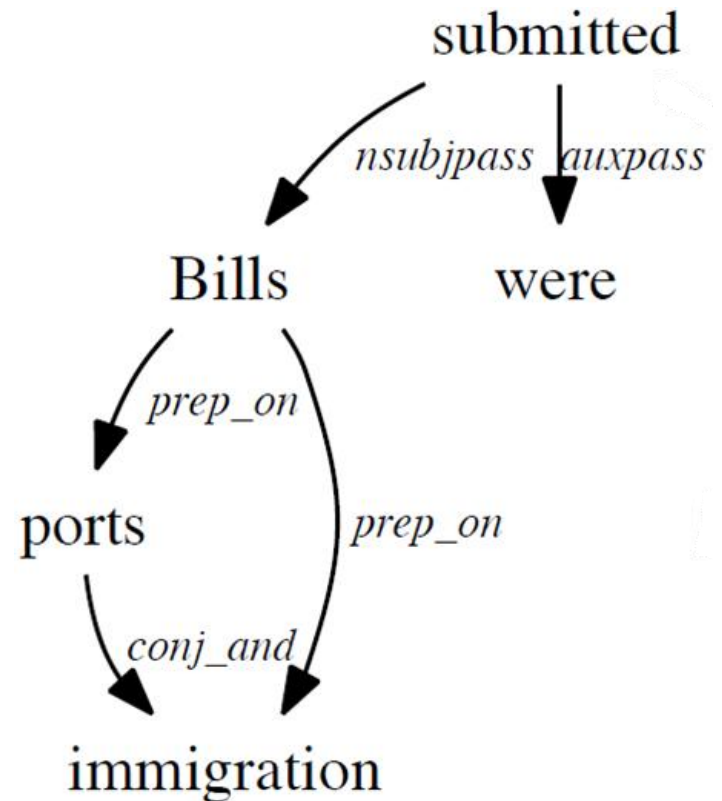 submitted
nsubjpass auxpass
Bills were
prep_on
ports prep_on
conj_and
immigration